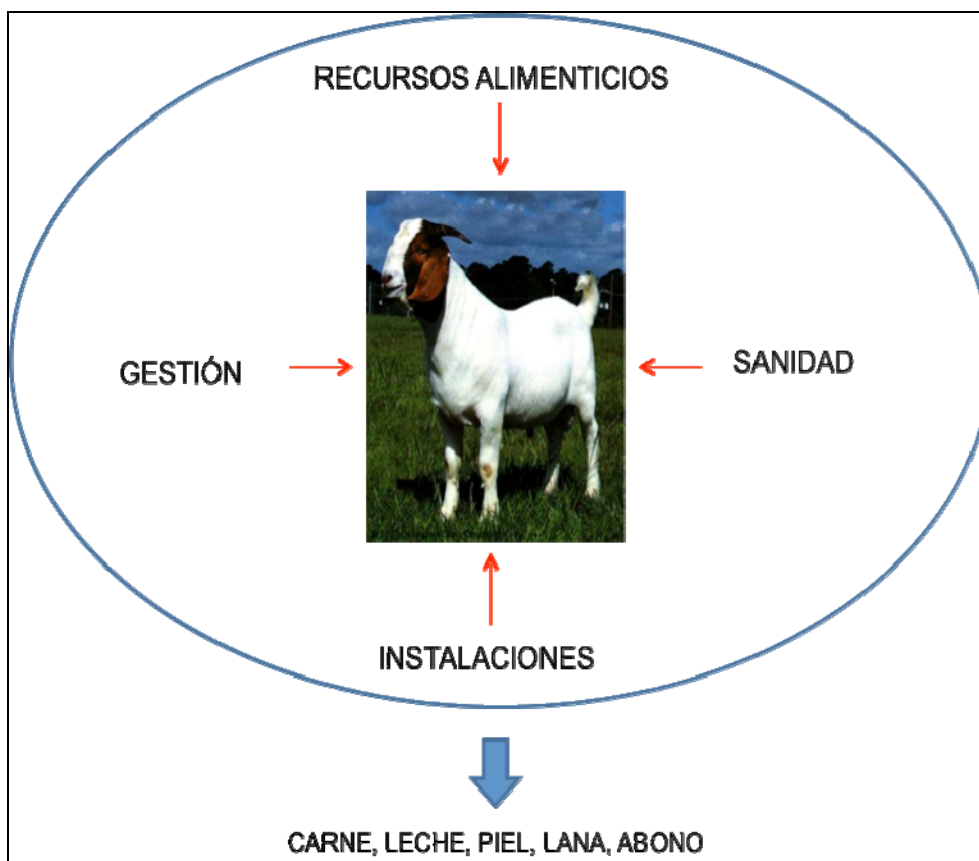 RECURSOS ALIMENTICIOS
GESTIÓN
SANIDAD
INSTALACIONES
CARNE, LECHE, PIEL, LANA, ABONO